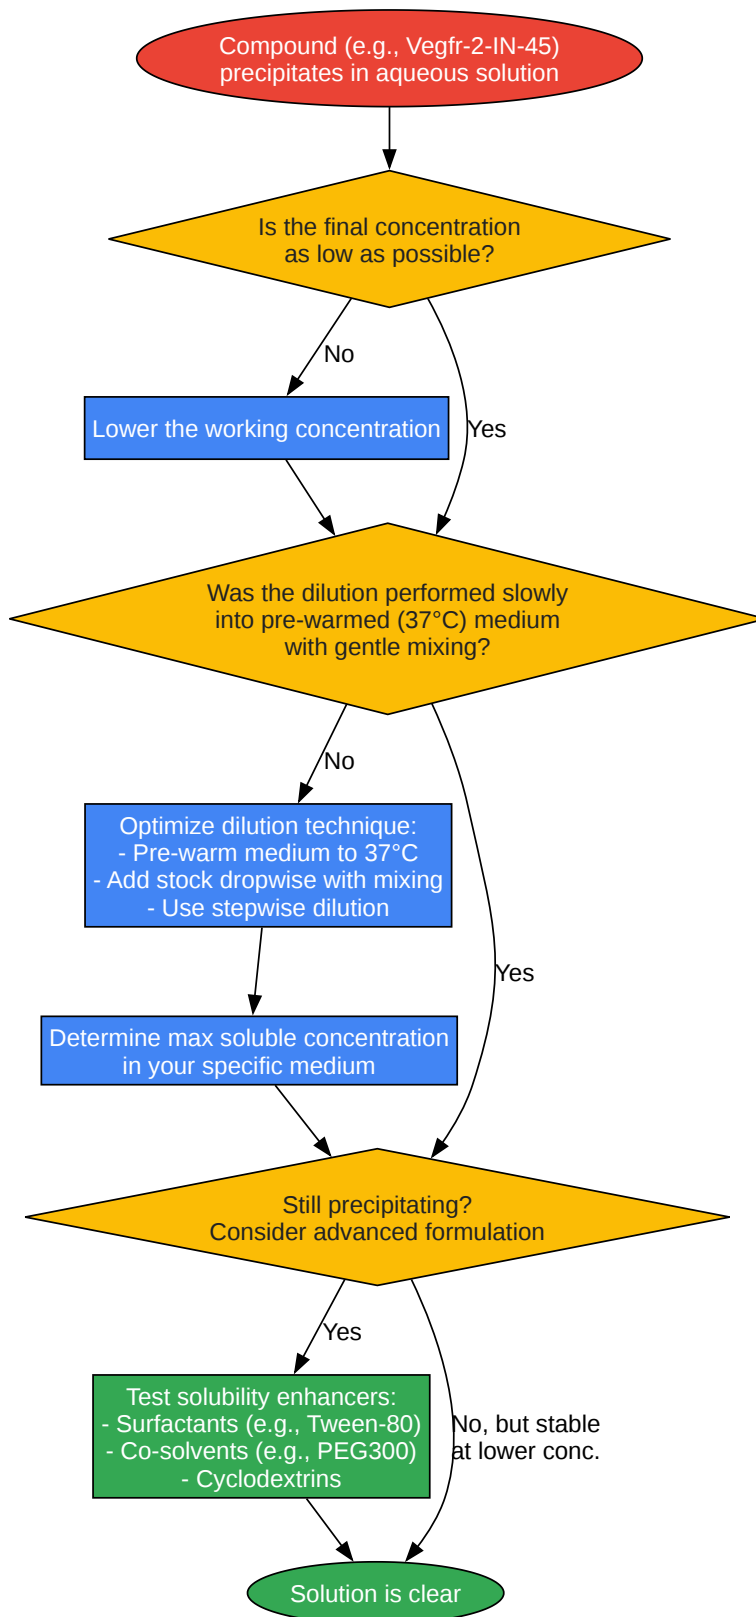 Compound (e.g., Vegfr-2-IN-45)
precipitates in aqueous solution
Is the final concentration
as low as possible?
No
Lower the working concentration
Yes
Was the dilution performed slowly
into pre-warmed (37°C) medium
with gentle mixing?
No
Optimize dilution technique:
- Pre-warm medium to 37°C
- Add stock dropwise with mixing
- Use stepwise dilution
Yes
Determine max soluble concentration
in your specific medium
Still precipitating?
Consider advanced formulation
Yes
Test solubility enhancers:
- Surfactants (e.g., Tween-80)
- Co-solvents (e.g., PEG300)
- Cyclodextrins
No, but stable
at lower conc.
Solution is clear